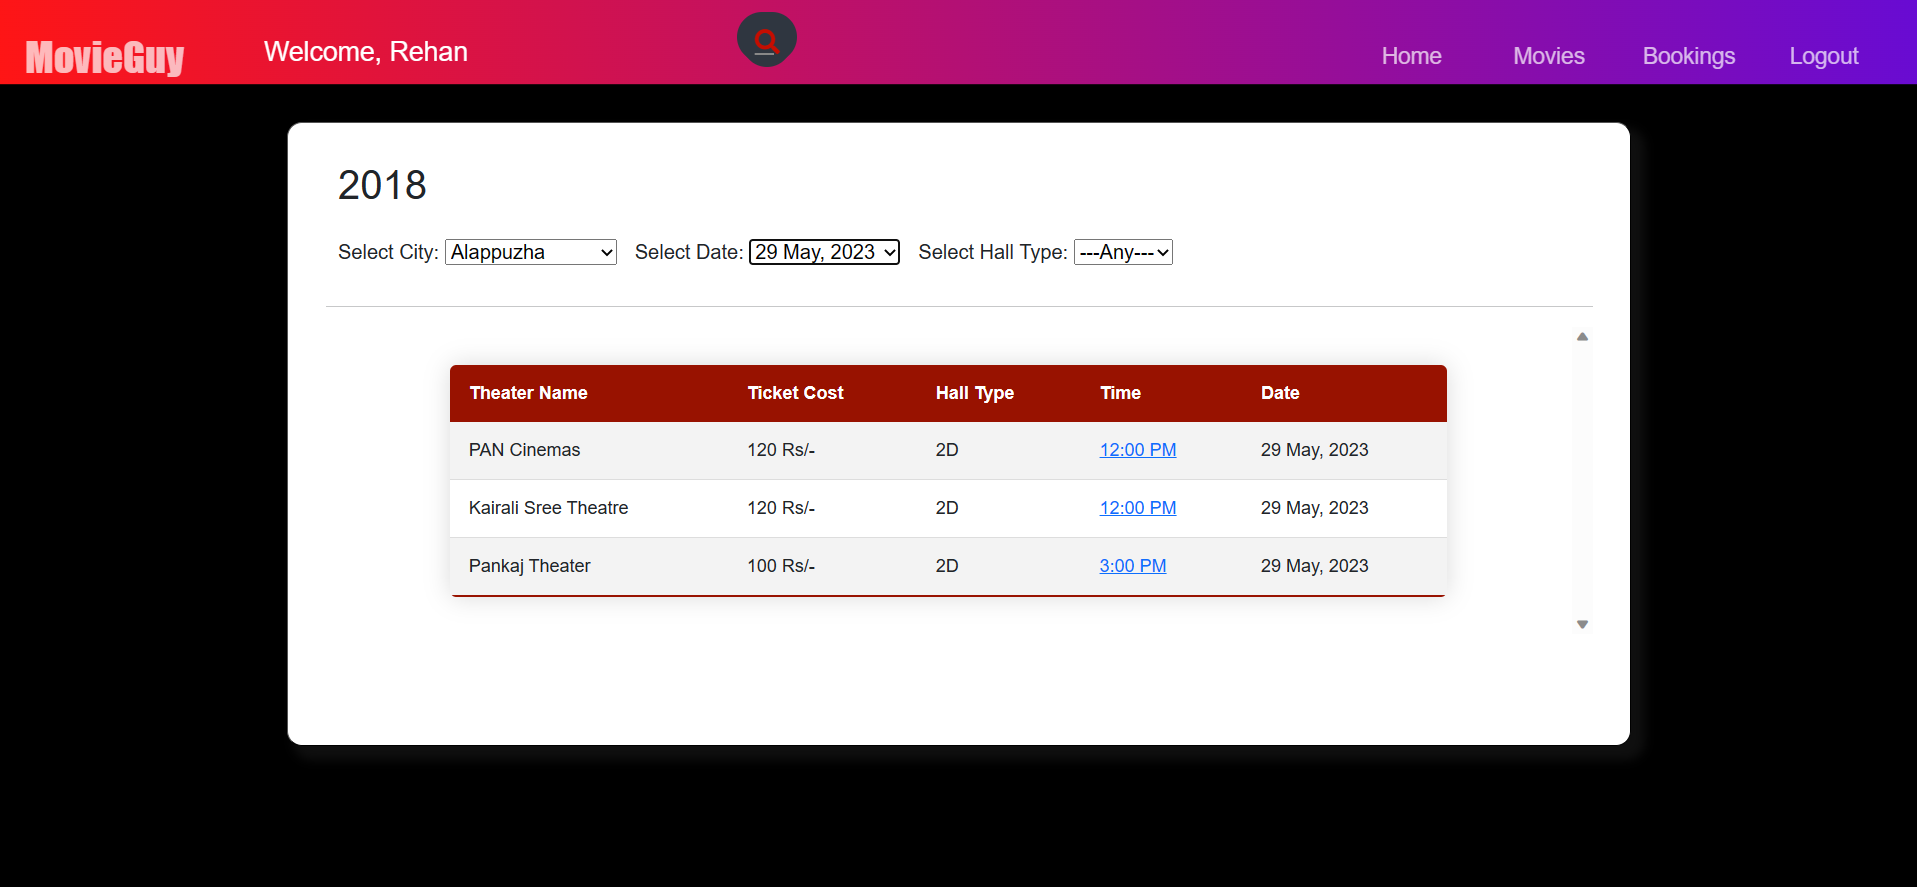 MovieGuy Welcome, Rehan Home Movies Bookings Logout
2018
Select City: Alappuzha Select Date: 29 May, 2023 Select Hall Type: ---Any---
Theater Name Ticket Cost Hall Type Time Date
PAN Cinemas 120 Rs/- 2D 12:00 PM 29 May, 2023
Kairali Sree Theatre 120 Rs/- 2D 12:00 PM 29 May, 2023
Pankaj Theater 100 Rs/- 2D 3:00 PM 29 May, 2023